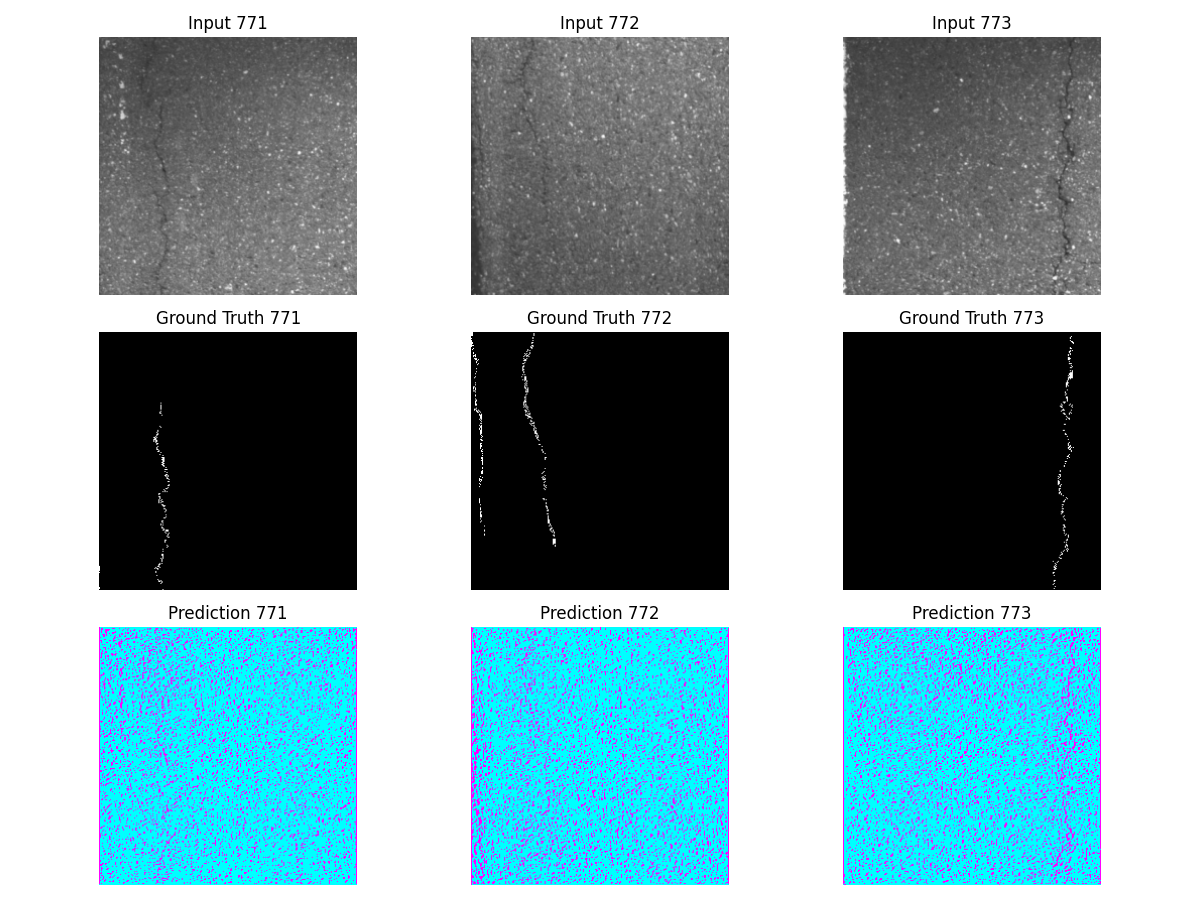 Input 771
Input 772
Input 773
Ground Truth 771
Ground Truth 772
Ground Truth 773
Prediction 771
Prediction 772
Prediction 773